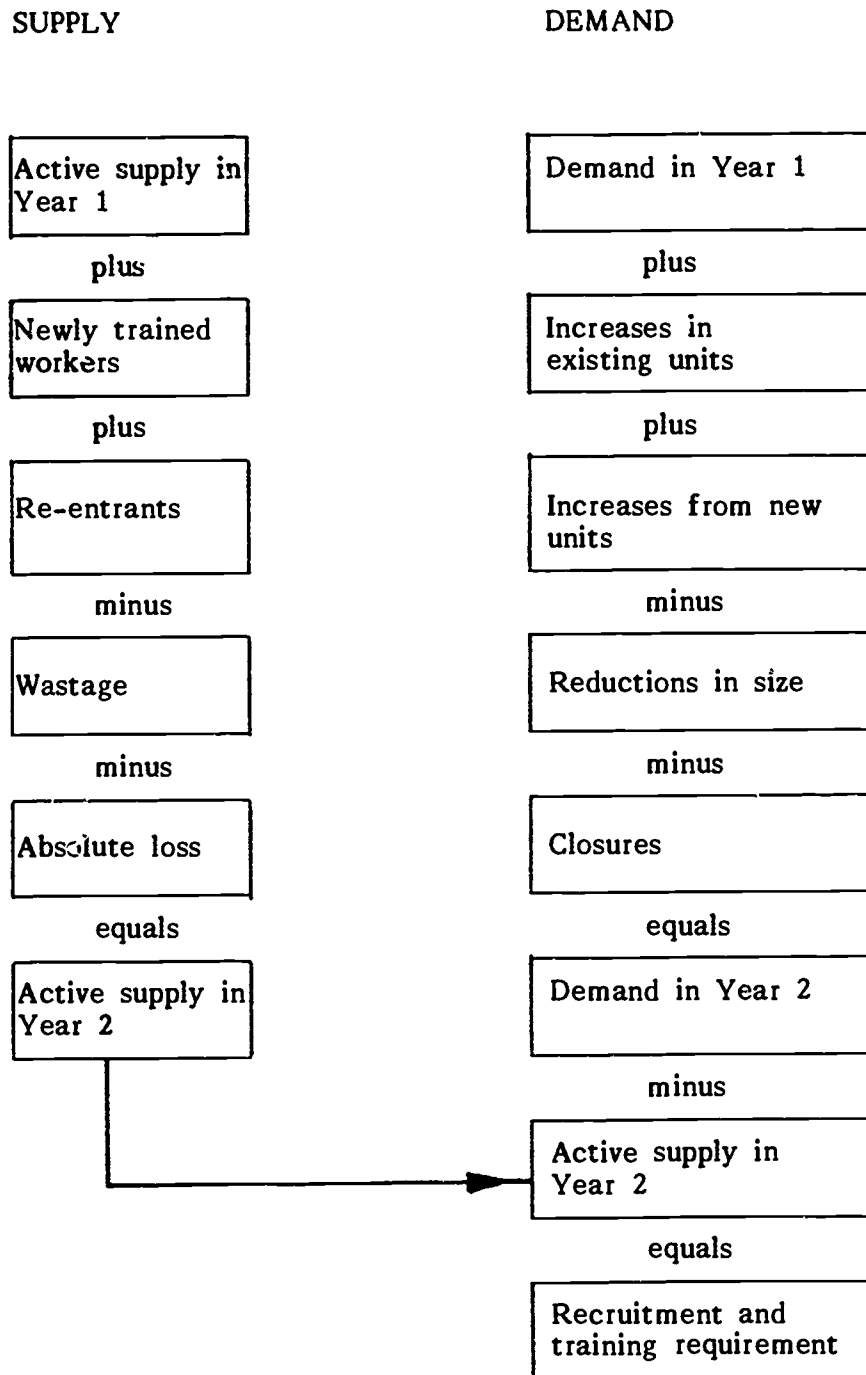 SUPPLY
Active supply in
Year 1
plus
Newly trained
workers
plus
Re-entrants
minus
Wastage
minus
Absolute loss
equals
Active supply in
Year 2
DEMAND
Demand in Year 1
plus
Increases in
existing units
plus
Increases from new
units
minus
Reductions in size
minus
Closures
equals
Demand in Year 2
minus
Active supply in
Year 2
equals
Recruitment and
training requirement